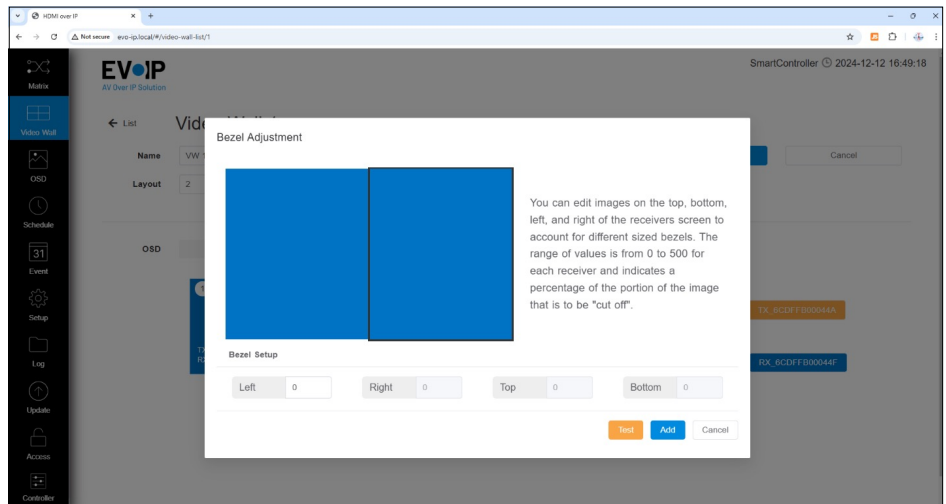 HDMI over IP
Not secure evo-ip.local/#/video-wall-list/1
Matrix
Video Wall
OSD
Schedule
31
Event
Setup
Log
Update
Access
Controller
EVOIP
AV Over IP Solution
SmartController 2024-12-12 16:49:18
List
Name VW 1
Cancel
Layout 2
OSD
1
TX_6CDFFB00044A
RX_6CDFFB00044F
Bezel Adjustment
You can edit images on the top, bottom,
left, and right of the receivers screen to
account for different sized bezels. The
range of values is from 0 to 500 for
each receiver and indicates a
percentage of the portion of the image
that is to be "cut off".
Bezel Setup
Left 0 Right 0 Top 0 Bottom 0
Test Add Cancel